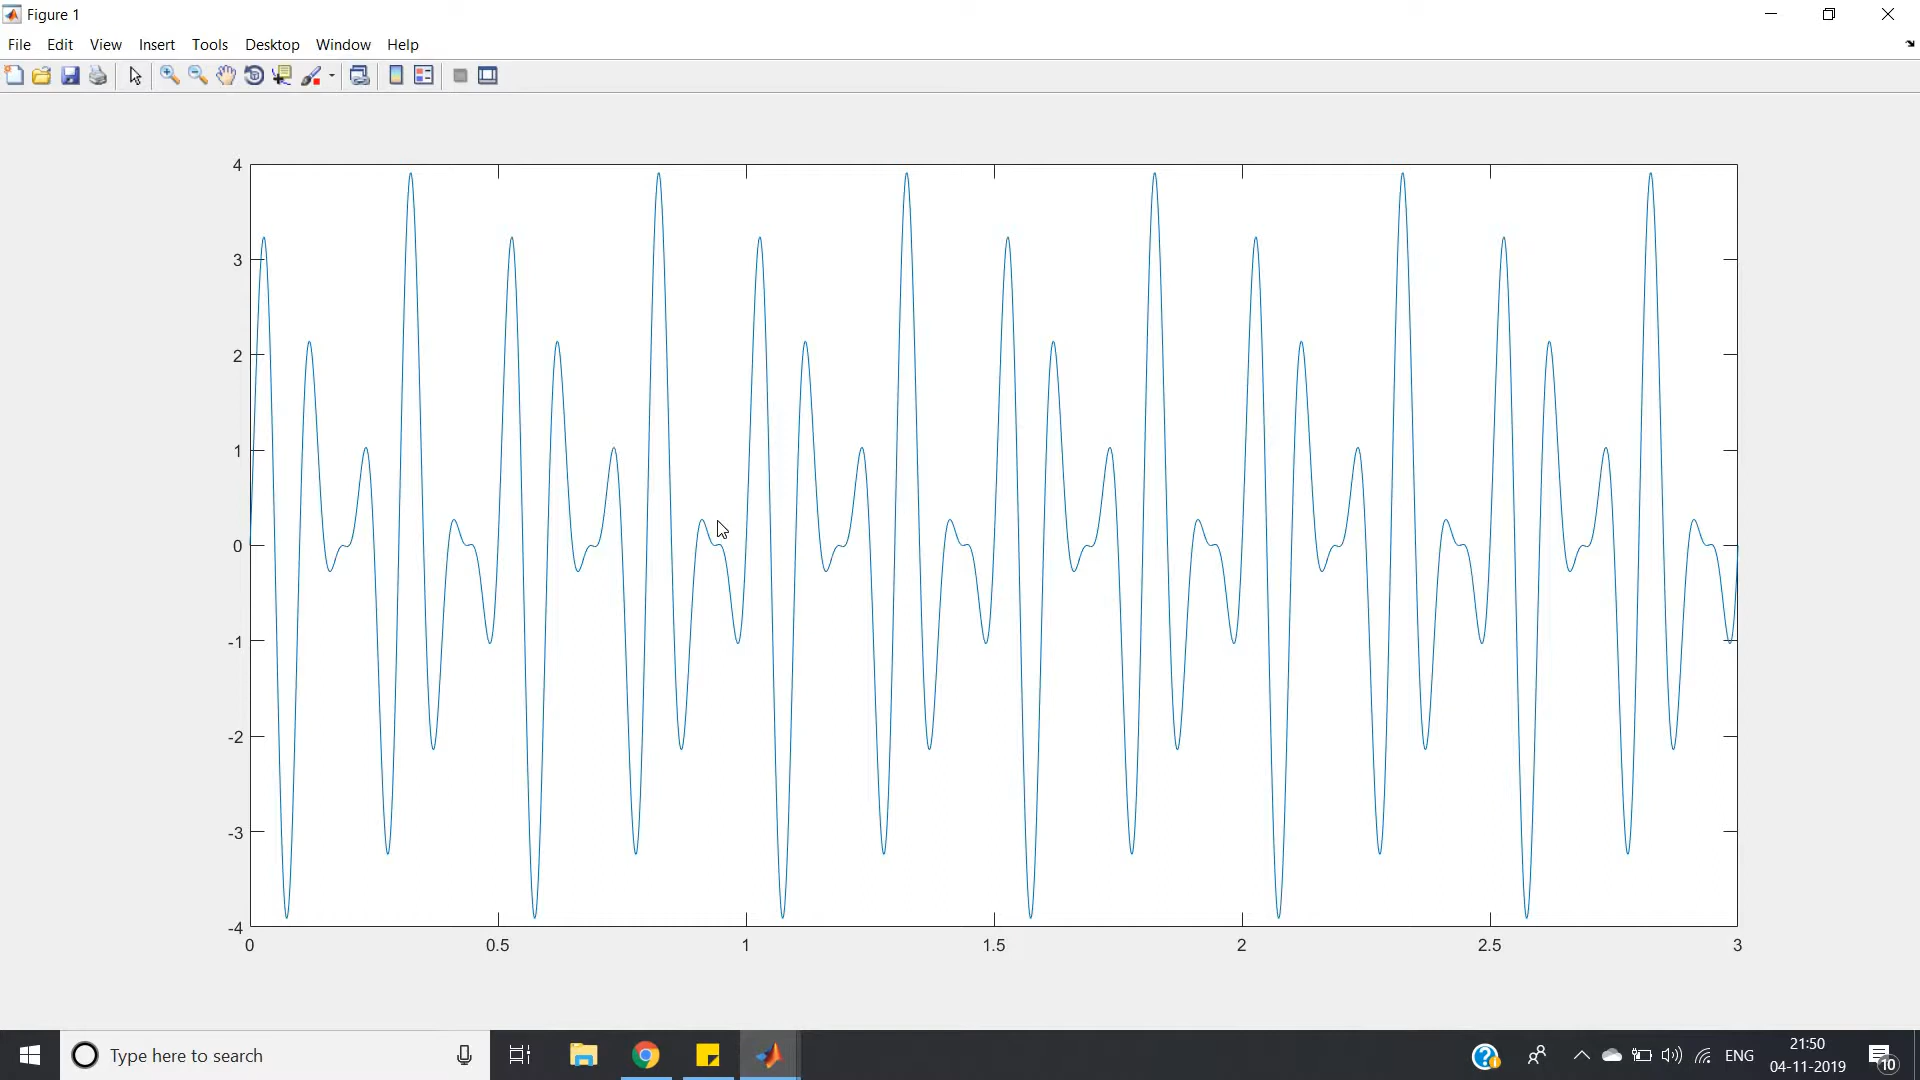 Figure 1
File Edit View Insert Tools Desktop Window Help
4
3
2
1
0
-1
-2
-3
-4
0 0.5 1 1.5 2 2.5 3
Type here to search
ENG
21:50
04-11-2019
10